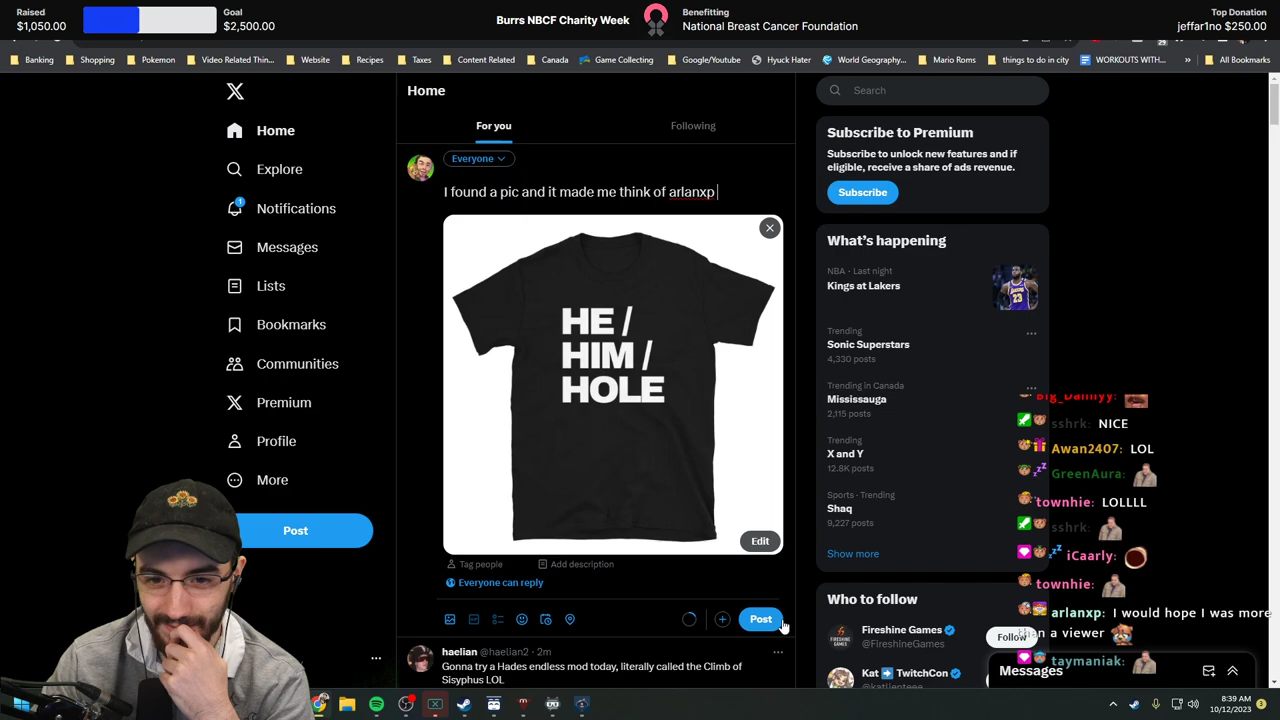 Raised
$1,050.00
Goal
$2,500.00
Burrs NBCF Charity Week
Benefitting
National Breast Cancer Foundation
Top Donation
jeffar1no $250.00
Banking
Shopping
Pokemon
Video Related Thin...
Website
Recipes
Taxes
Content Related
Canada
Game Collecting
Google/Youtube
Hyuck Hater
World Geography...
Mario Roms
things to do in city
WORKOUTS WITH...
»
All Bookmarks
X
Home
Explore
1
Notifications
Messages
Lists
Bookmarks
Communities
Premium
Profile
More
Post
Home
For you
Following
Everyone
I found a pic and it made me think of arlanxp
HE /
HIM /
HOLE
Edit
Tag people
Add description
Everyone can reply
Post
haelian @haelian2 · 2m
Gonna try a Hades endless mod today, literally called the Climb of
Sisyphus LOL
Search
Subscribe to Premium
Subscribe to unlock new features and if
eligible, receive a share of ads revenue.
Subscribe
What's happening
NBA · Last night
Kings at Lakers
Trending
Sonic Superstars
4,330 posts
Trending in Canada
Mississauga
2,115 posts
Trending
X and Y
12.8K posts
Sports · Trending
Shaq
9,227 posts
Show more
Who to follow
Fireshine Games
@FireshineGames
Follow
Kat TwitchCon
@katlienteee
Messages
Big_Dannyy:
sshrk: NICE
Awan2407: LOL
GreenAura:
townhie: LOLLLL
sshrk:
iCaarly:
townhie:
arlanxp: I would hope I was more
than a viewer
taymaniak:
8:39 AM
10/12/2023
3